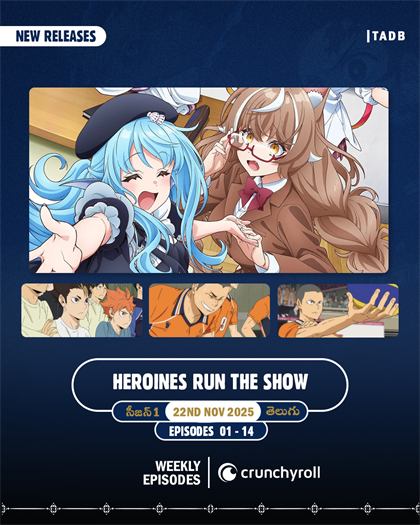 NEW RELEASES
|TADB
HEROINES RUN THE SHOW
సీజన్ 1 22ND NOV 2025 తెలుగు
EPISODES 01 - 14
WEEKLY
EPISODES
crunchyroll